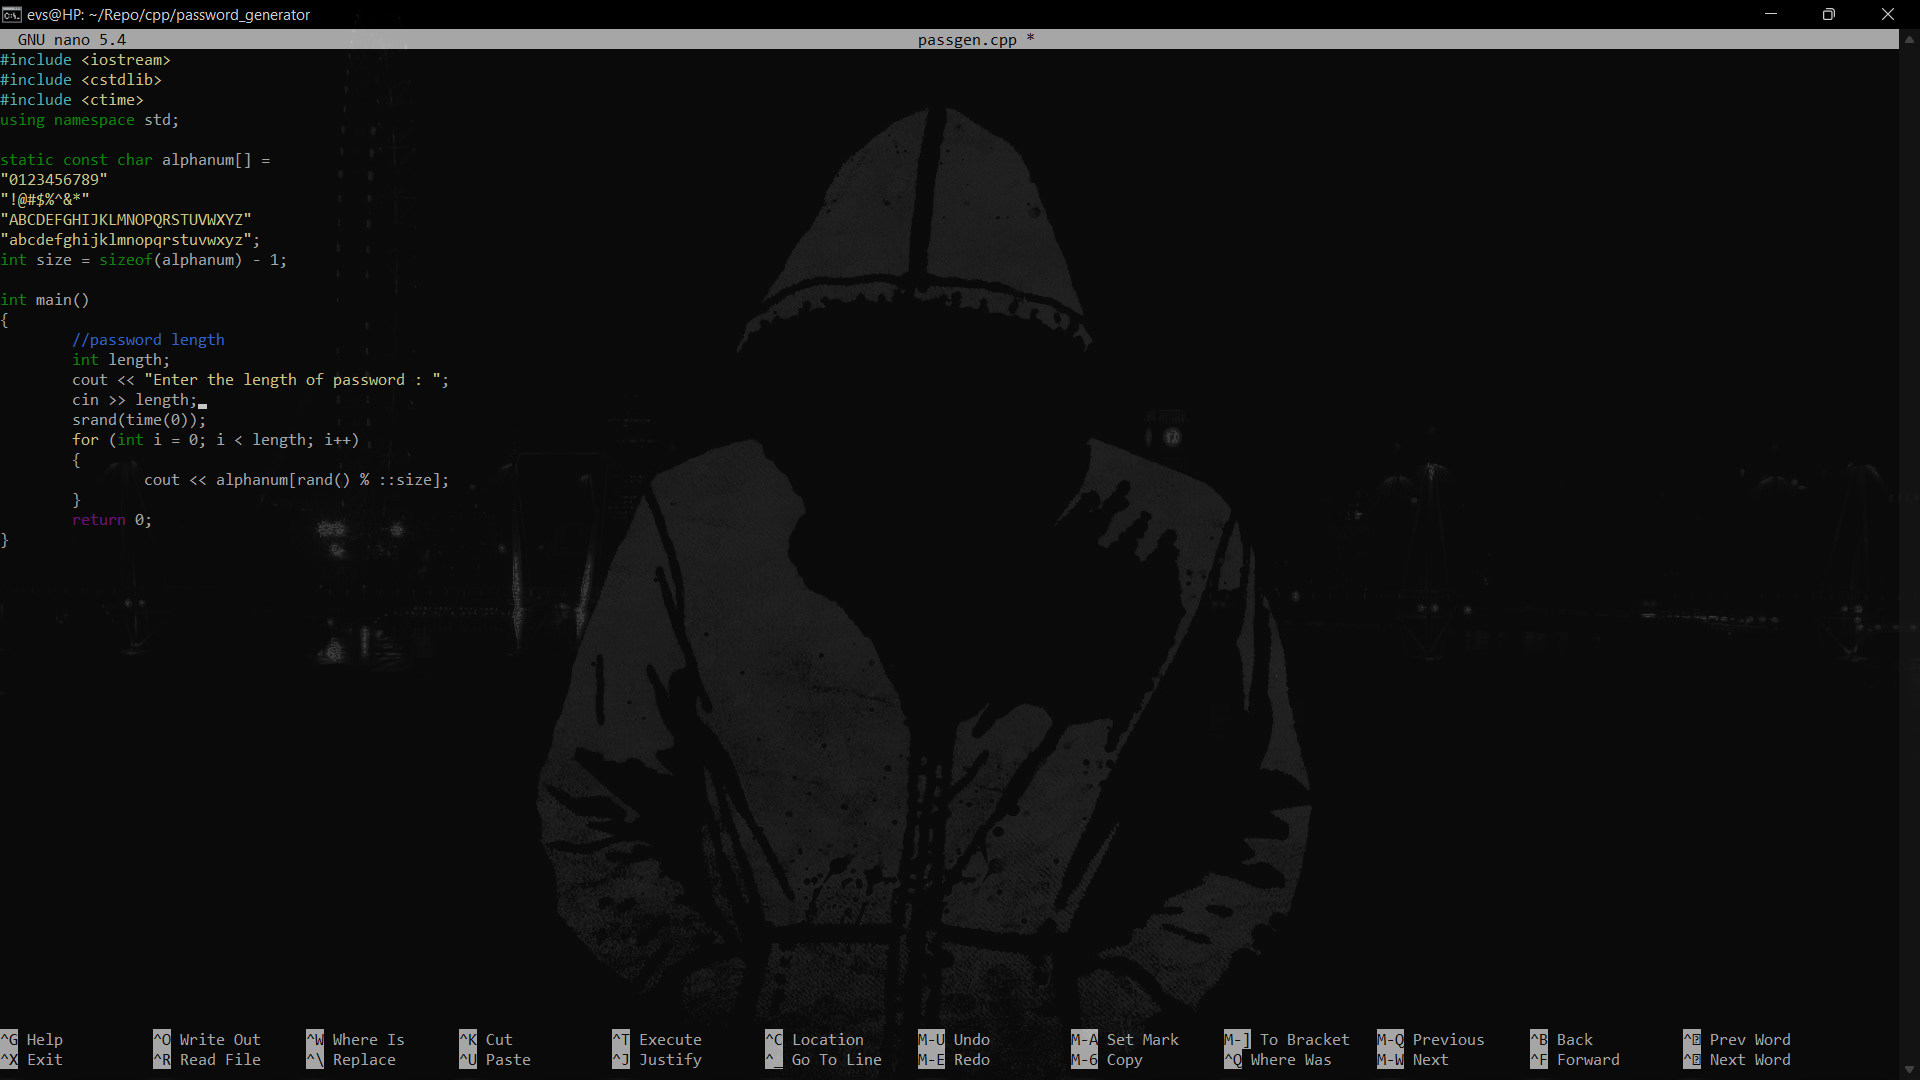 evs@HP: ~/Repo/cpp/password_generator
GNU nano 5.4 passgen.cpp *
#include <iostream>
#include <cstdlib>
#include <ctime>
using namespace std;
static const char alphanum[] =
"0123456789"
"!@#$%^&*"
"ABCDEFGHIJKLMNOPQRSTUVWXYZ"
"abcdefghijklmnopqrstuvwxyz";
int size = sizeof(alphanum) - 1;
int main()
{
//password length
int length;
cout << "Enter the length of password : ";
cin >> length;
srand(time(0));
for (int i = 0; i < length; i++)
{
cout << alphanum[rand() % ::size];
}
return 0;
}
^G Help ^O Write Out ^W Where Is ^K Cut ^T Execute ^C Location M-U Undo M-A Set Mark M-] To Bracket M-Q Previous ^B Back Prev Word
^X Exit ^R Read File ^\ Replace ^U Paste ^J Justify ^_ Go To Line M-E Redo M-6 Copy ^Q Where Was M-W Next ^F Forward Next Word